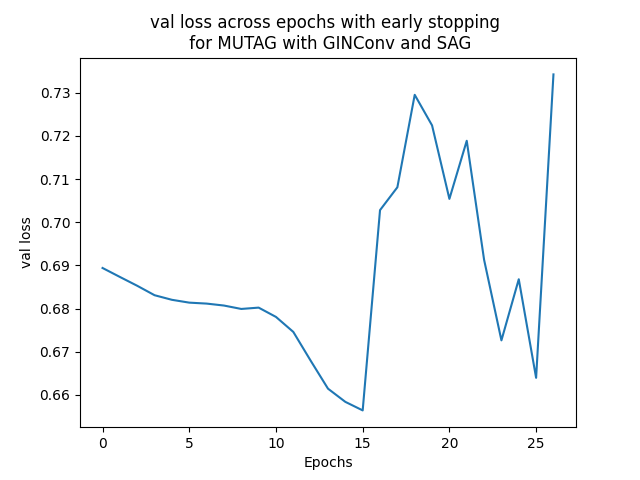 val loss across epochs with early stopping
for MUTAG with GINConv and SAG
0.73
0.72
0.71
0.70
0.69
0.68
0.67
0.66
val loss
0 5 10 15 20 25
Epochs